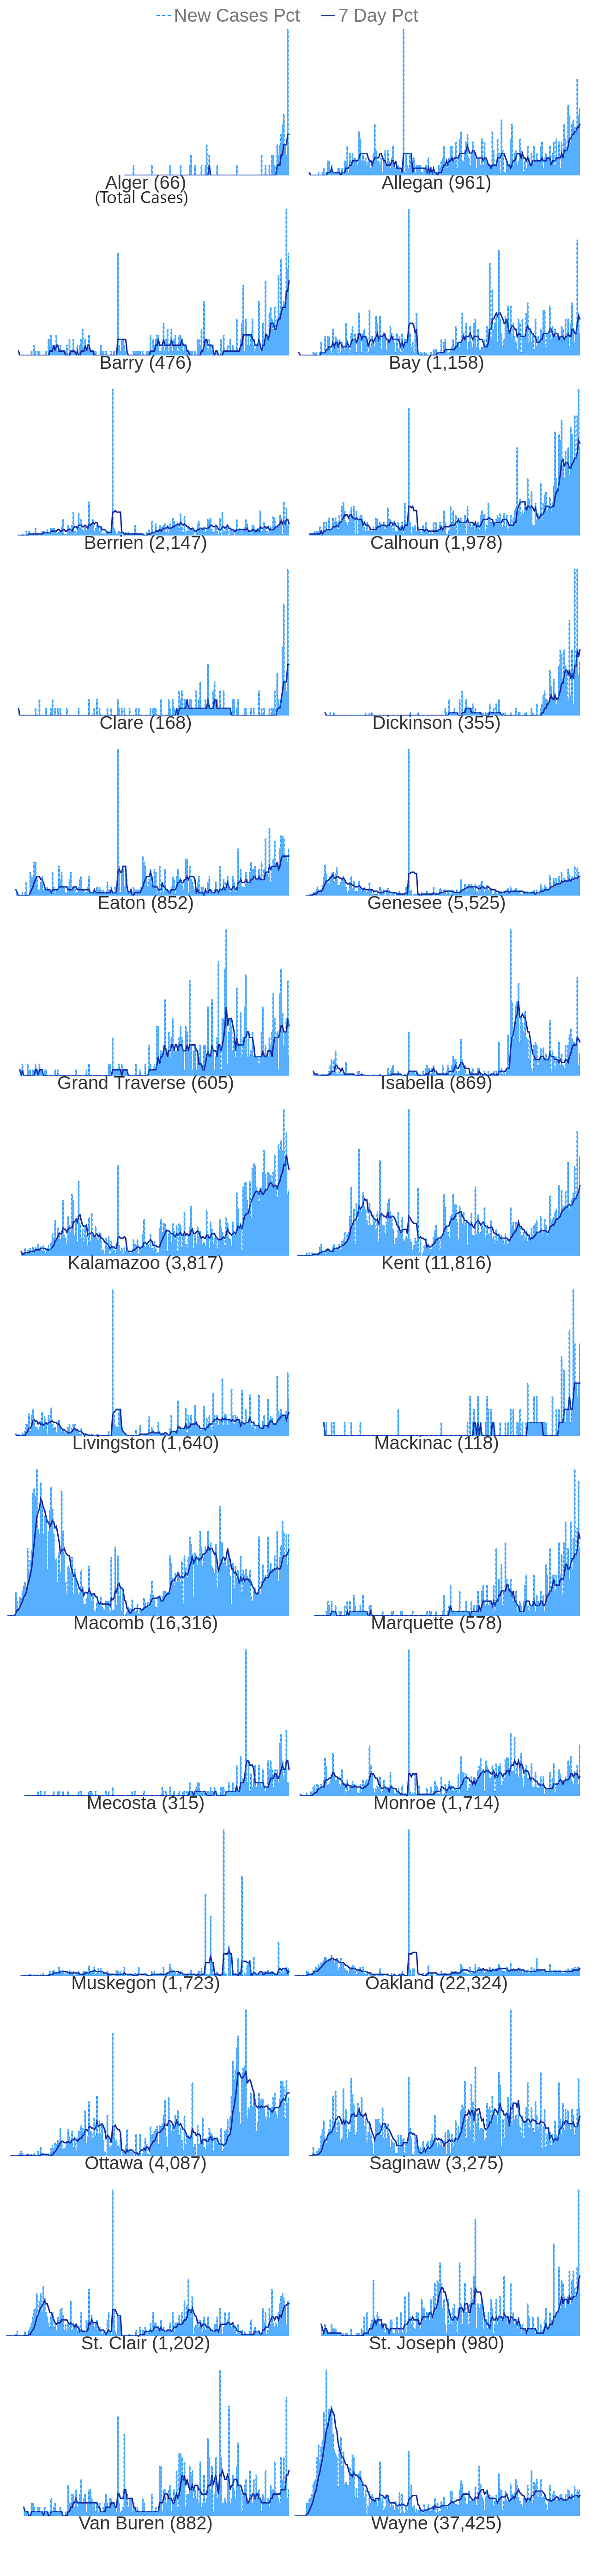 New Cases Pct 7 Day Pct
Alger (66) Allegan (961)
(Total Cases)
Barry (476) Bay (1,158)
Berrien (2,147) Calhoun (1,978)
Clare (168) Dickinson (355)
Eaton (852) Genesee (5,525)
Grand Traverse (605) Isabella (869)
Kalamazoo (3,817) Kent (11,816)
Livingston (1,640) Mackinac (118)
Macomb (16,316) Marquette (578)
Mecosta (315) Monroe (1,714)
Muskegon (1,723) Oakland (22,324)
Ottawa (4,087) Saginaw (3,275)
St. Clair (1,202) St. Joseph (980)
Van Buren (882) Wayne (37,425)